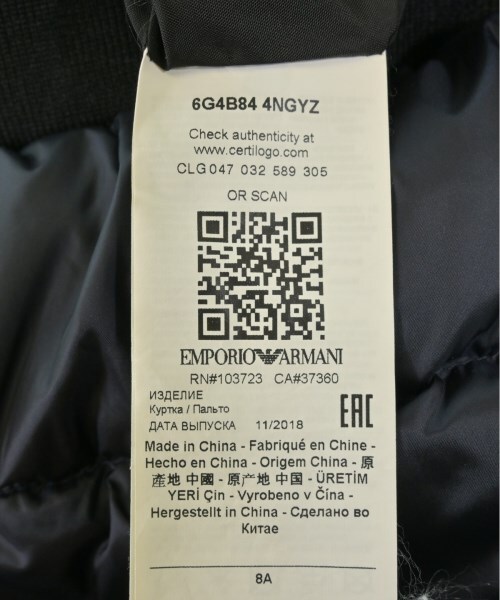 6G4B84 4NGYZ
Check authenticity at
www.certilogo.com
CLG 047 032 589 305
OR SCAN
EMPORIO ARMANI
RN#103723 CA#37360
ИЗДЕЛИЕ
Куртка / Пальто
ДАТА ВЫПУСКА 11/2018
EAC
Made in China - Fabriqué en Chine -
Hecho en China - Origem China - 原
產地 中國 - 原产地 中国 - ÜRETİM
YERİ Çin - Vyrobeno v Čína -
Hergestellt in China - Сделано во
Китае
8A